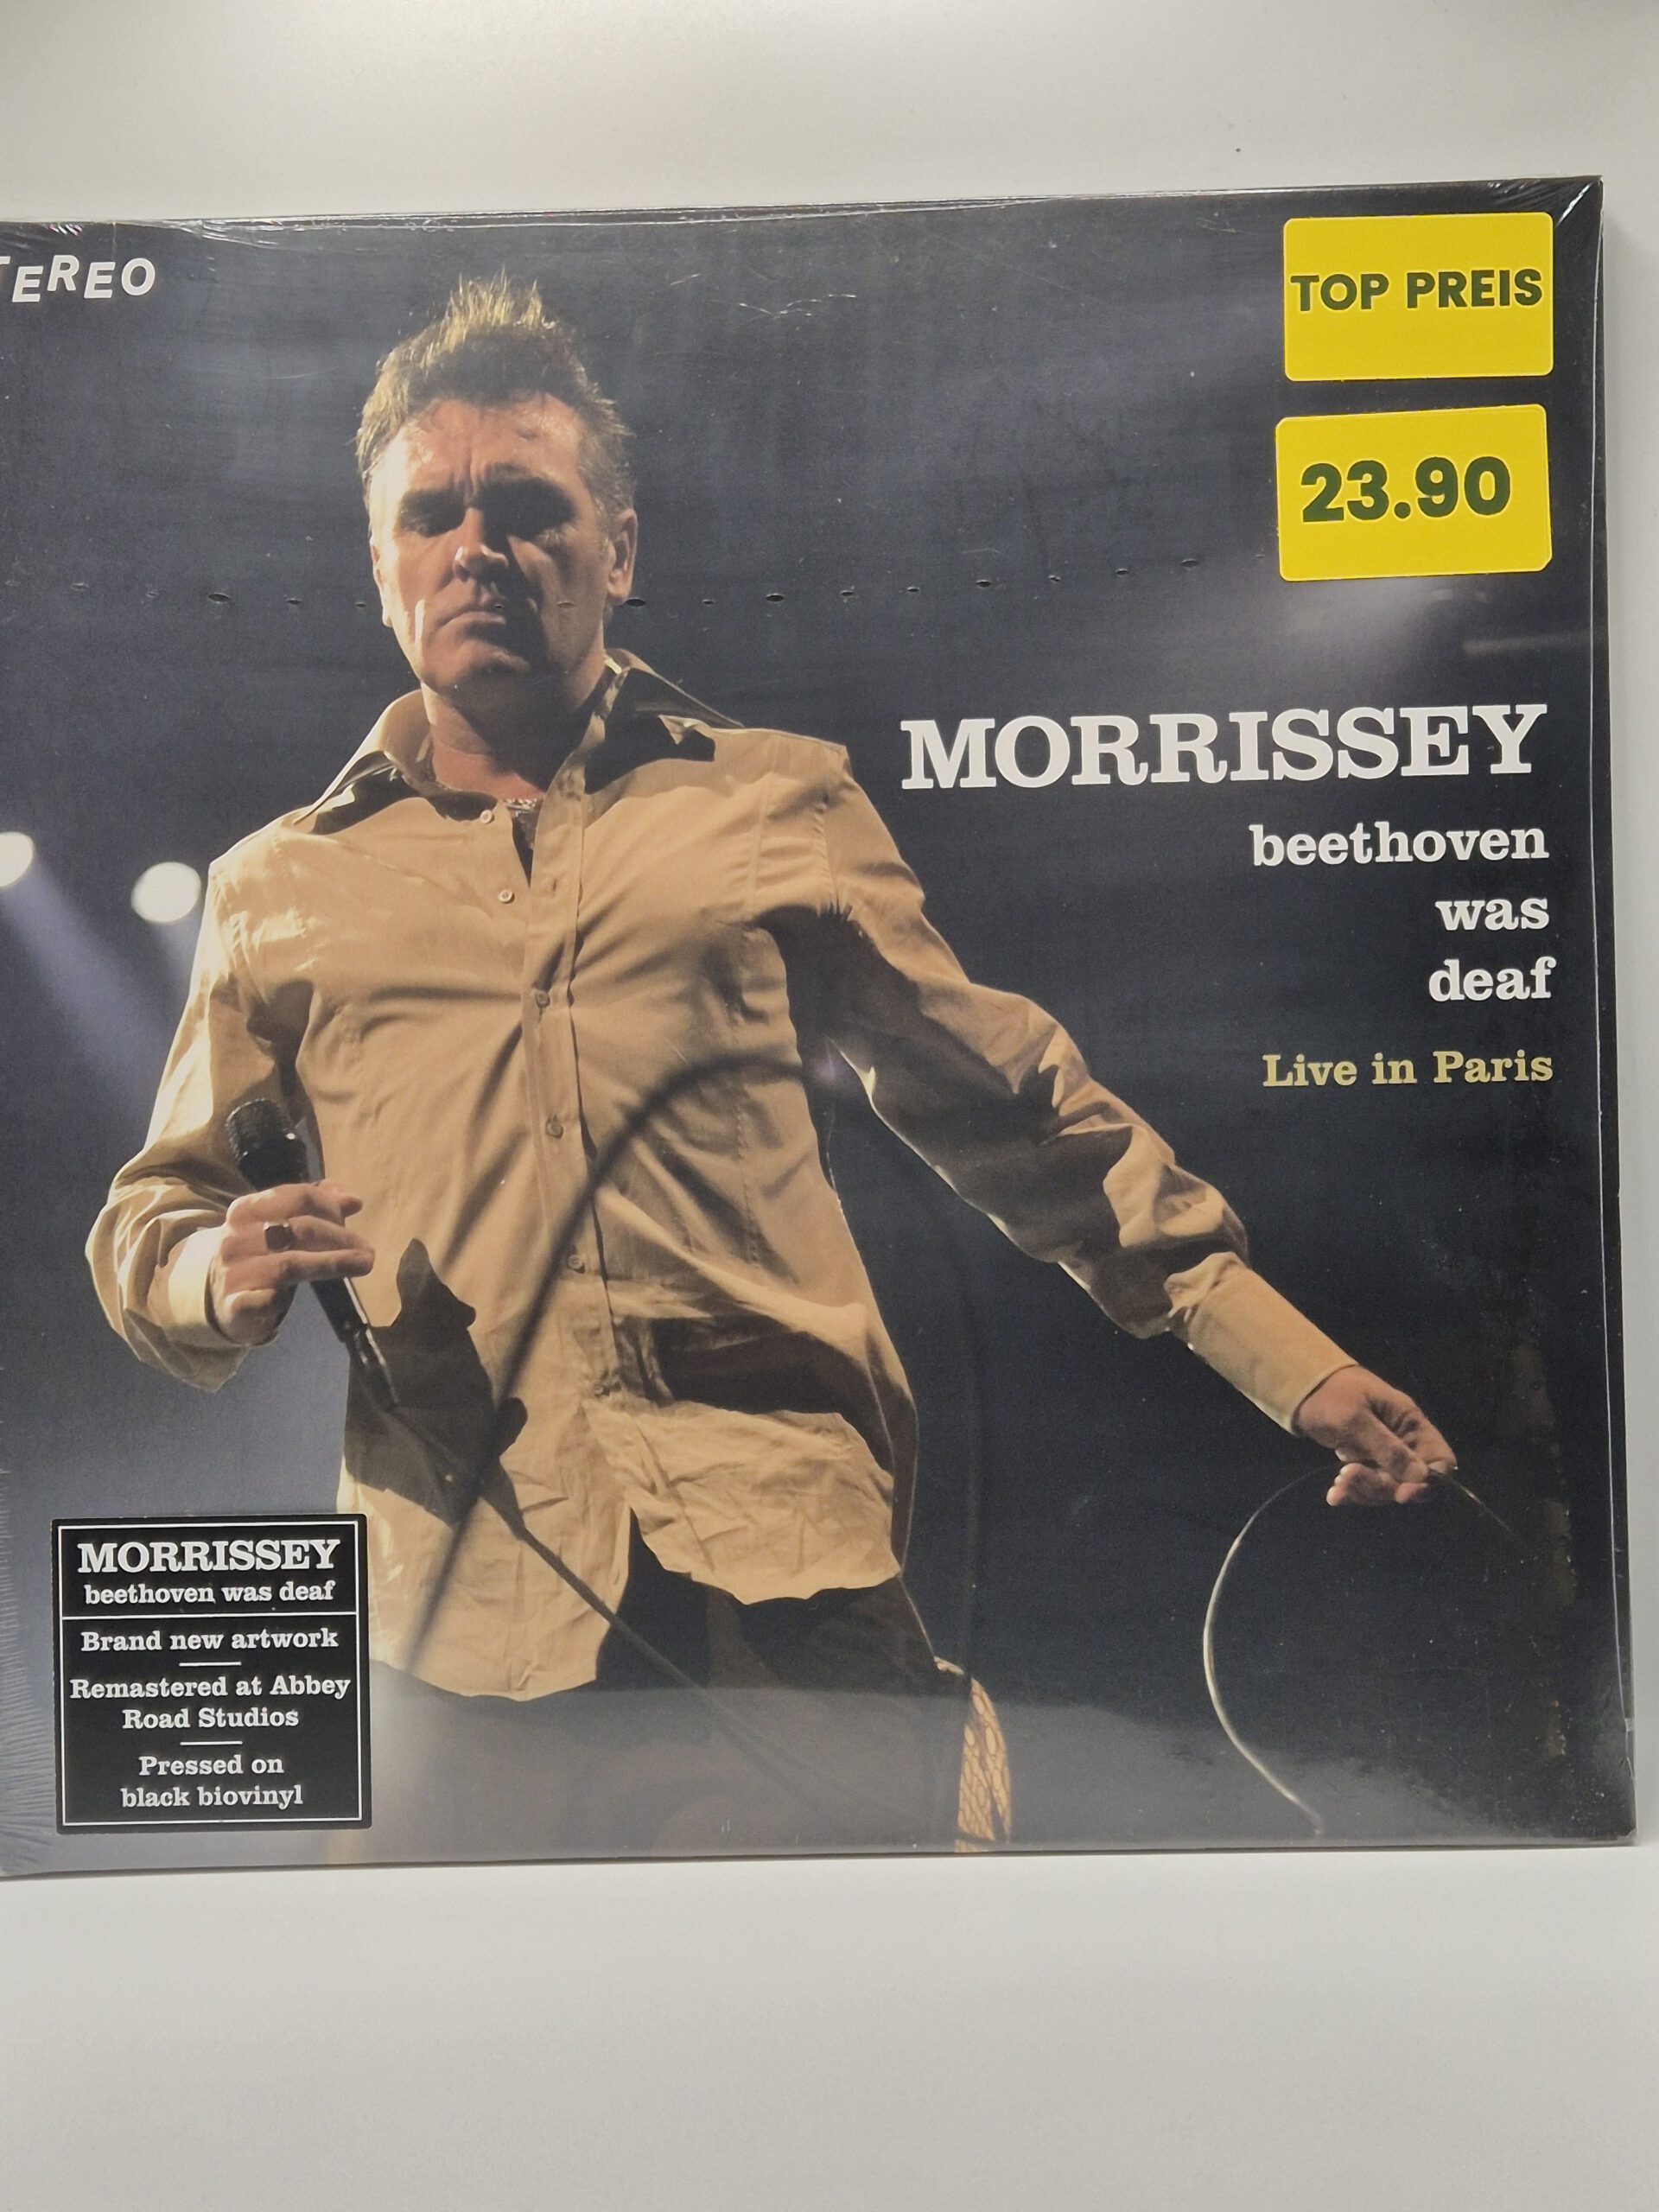 TEREO
TOP PREIS
23.90
MORRISSEY
beethoven
was
deaf
Live in Paris
MORRISSEY
beethoven was deaf
Brand new artwork
Remastered at Abbey
Road Studios
Pressed on
black biovinyl